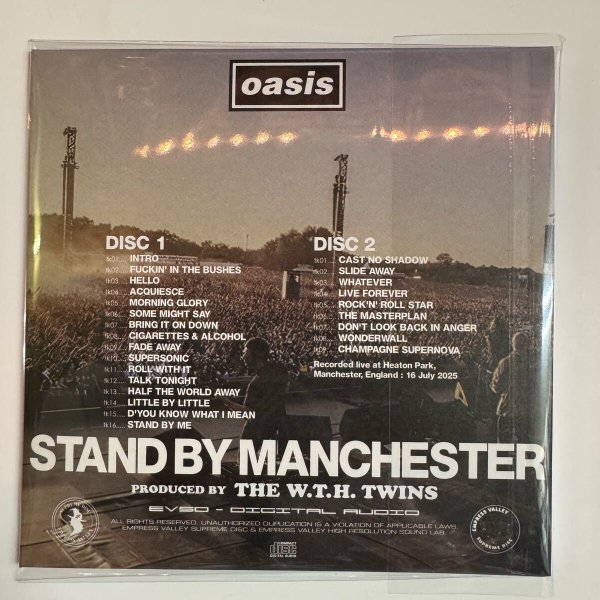 oasis
DISC 1
tk01..... INTRO
tk02..... FUCKIN' IN THE BUSHES
tk03..... HELLO
tk04..... ACQUIESCE
tk05..... MORNING GLORY
tk06..... SOME MIGHT SAY
tk07..... BRING IT ON DOWN
tk08..... CIGARETTES & ALCOHOL
tk09..... FADE AWAY
tk10..... SUPERSONIC
tk11..... ROLL WITH IT
tk12..... TALK TONIGHT
tk13..... HALF THE WORLD AWAY
tk14..... LITTLE BY LITTLE
tk15..... D'YOU KNOW WHAT I MEAN
tk16..... STAND BY ME
DISC 2
tk01..... CAST NO SHADOW
tk02..... SLIDE AWAY
tk03..... WHATEVER
tk04..... LIVE FOREVER
tk05..... ROCK'N' ROLL STAR
tk06..... THE MASTERPLAN
tk07..... DON'T LOOK BACK IN ANGER
tk08..... WONDERWALL
tk09..... CHAMPAGNE SUPERNOVA
Recorded live at Heaton Park,
Manchester, England : 16 July 2025
STAND BY MANCHESTER
PRODUCED BY THE W.T.H. TWINS
EVSD - DIGITAL AUDIO
ALL RIGHTS RESERVED. UNAUTHORIZED DUPLICATION IS A VIOLATION OF APPLICABLE LAWS.
EMPRESS VALLEY SUPREME DISC & EMPRESS VALLEY HIGH RESOLUTION SOUND LAB.
COMPACT
disc
DIGITAL AUDIO
EMPRESS VALLEY
SUPREME DISC